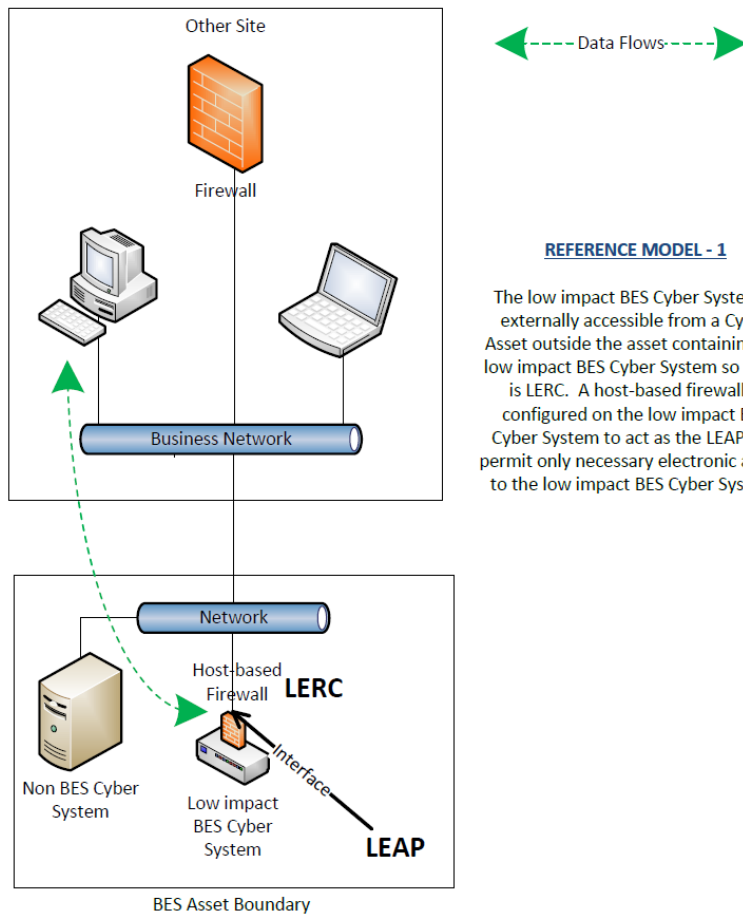 Other Site
Data Flows
Firewall
REFERENCE MODEL - 1
The low impact BES Cyber Syste
externally accessible from a Cy
Asset outside the asset containin
low impact BES Cyber System so
is LERC. A host-based firewall
configured on the low impact
Cyber System to act as the LEAP
permit only necessary electronic
to the low impact BES Cyber Sys
Business Network
Network
Host-based
Firewall
LERC
Interface
Non BES Cyber
System
Low impact
BES Cyber
System
LEAP
BES Asset Boundary